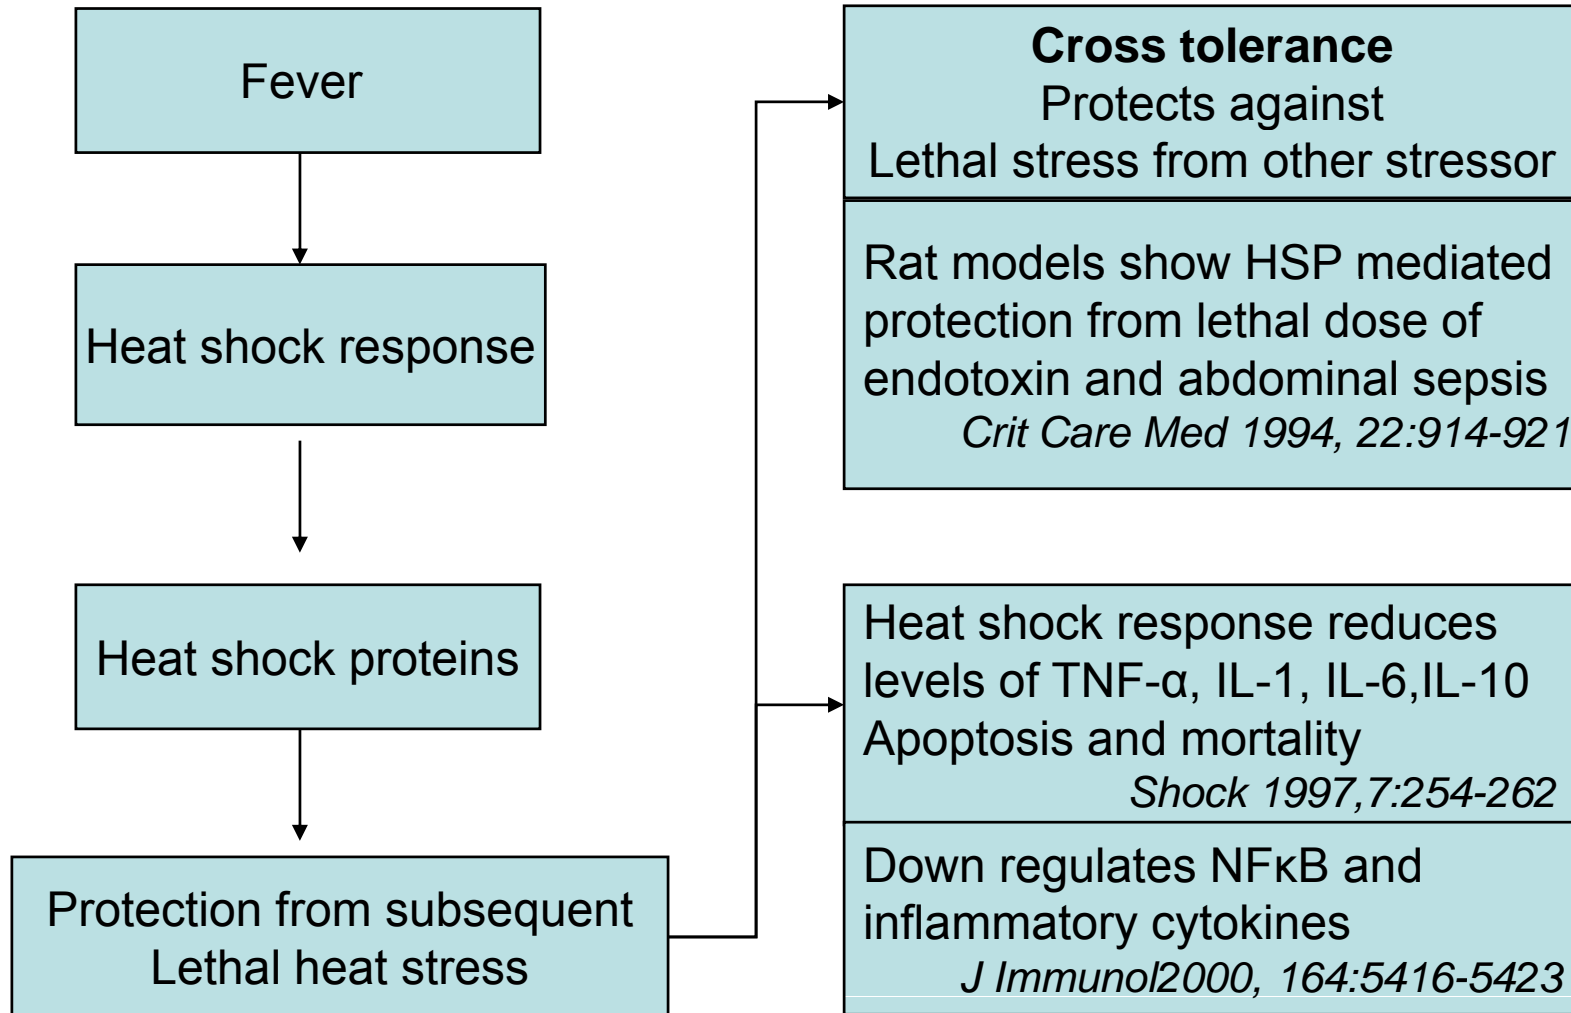 Fever
Heat shock response
Heat shock proteins
Protection from subsequent
Lethal heat stress
Cross tolerance
Protects against
Lethal stress from other stressor
Rat models show HSP mediated
protection from lethal dose of
endotoxin and abdominal sepsis
Crit Care Med 1994, 22:914-921
Heat shock response reduces
levels of TNF-α, IL-1, IL-6,IL-10
Apoptosis and mortality
Shock 1997,7:254-262
Down regulates NFκB and
inflammatory cytokines
J Immunol2000, 164:5416-5423